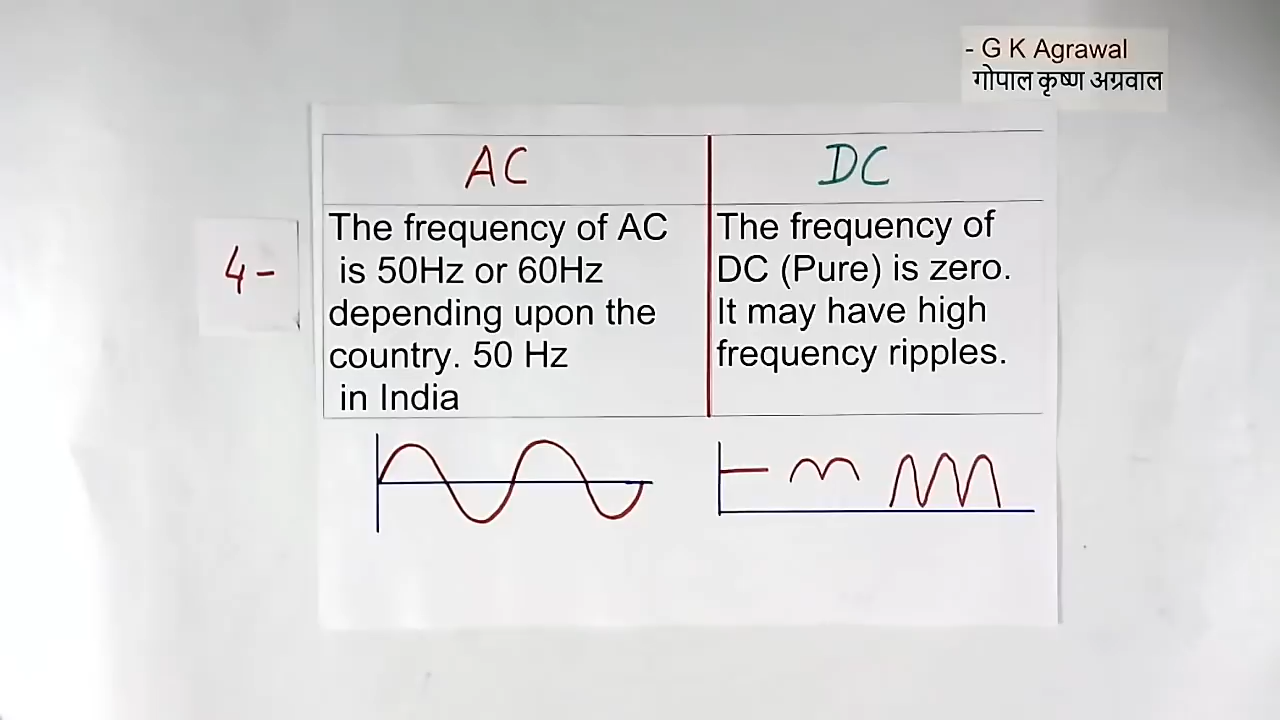 - G K Agrawal
गोपाल कृष्ण अग्रवाल
AC
DC
4-
The frequency of AC
is 50Hz or 60Hz
depending upon the
country. 50 Hz
in India
The frequency of
DC (Pure) is zero.
It may have high
frequency ripples.